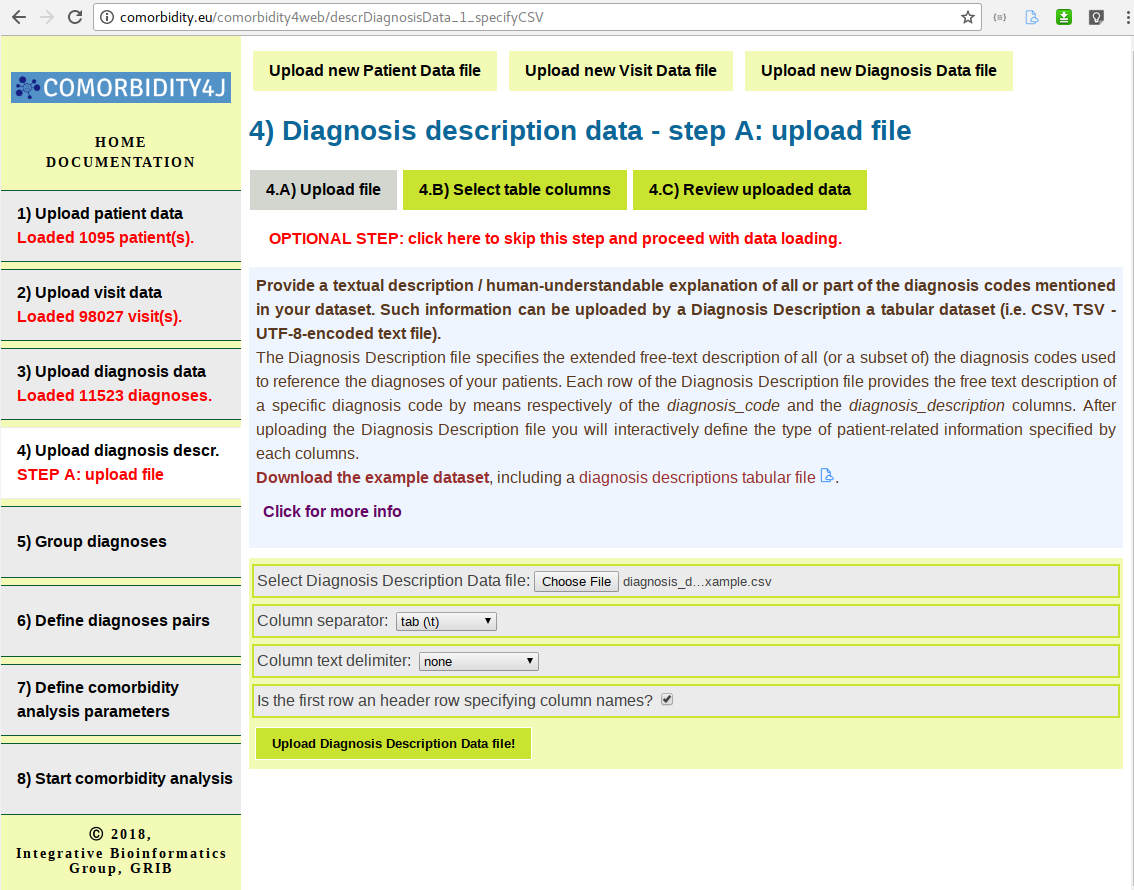 comorbidity.eu/comorbidity4web/descrDiagnosisData_1_specifyCSV
COMORBIDITY4J
HOME
DOCUMENTATION
1) Upload patient data
Loaded 1095 patient(s).
2) Upload visit data
Loaded 98027 visit(s).
3) Upload diagnosis data
Loaded 11523 diagnoses.
4) Upload diagnosis descr.
STEP A: upload file
5) Group diagnoses
6) Define diagnoses pairs
7) Define comorbidity
analysis parameters
8) Start comorbidity analysis
© 2018,
Integrative Bioinformatics
Group, GRIB
Upload new Patient Data file
Upload new Visit Data file
Upload new Diagnosis Data file
4) Diagnosis description data - step A: upload file
4.A) Upload file
4.B) Select table columns
4.C) Review uploaded data
OPTIONAL STEP: click here to skip this step and proceed with data loading.
Provide a textual description / human-understandable explanation of all or part of the diagnosis codes mentioned
in your dataset. Such information can be uploaded by a Diagnosis Description a tabular dataset (i.e. CSV, TSV -
UTF-8-encoded text file).
The Diagnosis Description file specifies the extended free-text description of all (or a subset of) the diagnosis codes used
to reference the diagnoses of your patients. Each row of the Diagnosis Description file provides the free text description of
a specific diagnosis code by means respectively of the diagnosis_code and the diagnosis_description columns. After
uploading the Diagnosis Description file you will interactively define the type of patient-related information specified by
each columns.
Download the example dataset, including a diagnosis descriptions tabular file.
Click for more info
Select Diagnosis Description Data file: Choose File diagnosis_d...xample.csv
Column separator: tab (\t)
Column text delimiter: none
Is the first row an header row specifying column names?
Upload Diagnosis Description Data file!